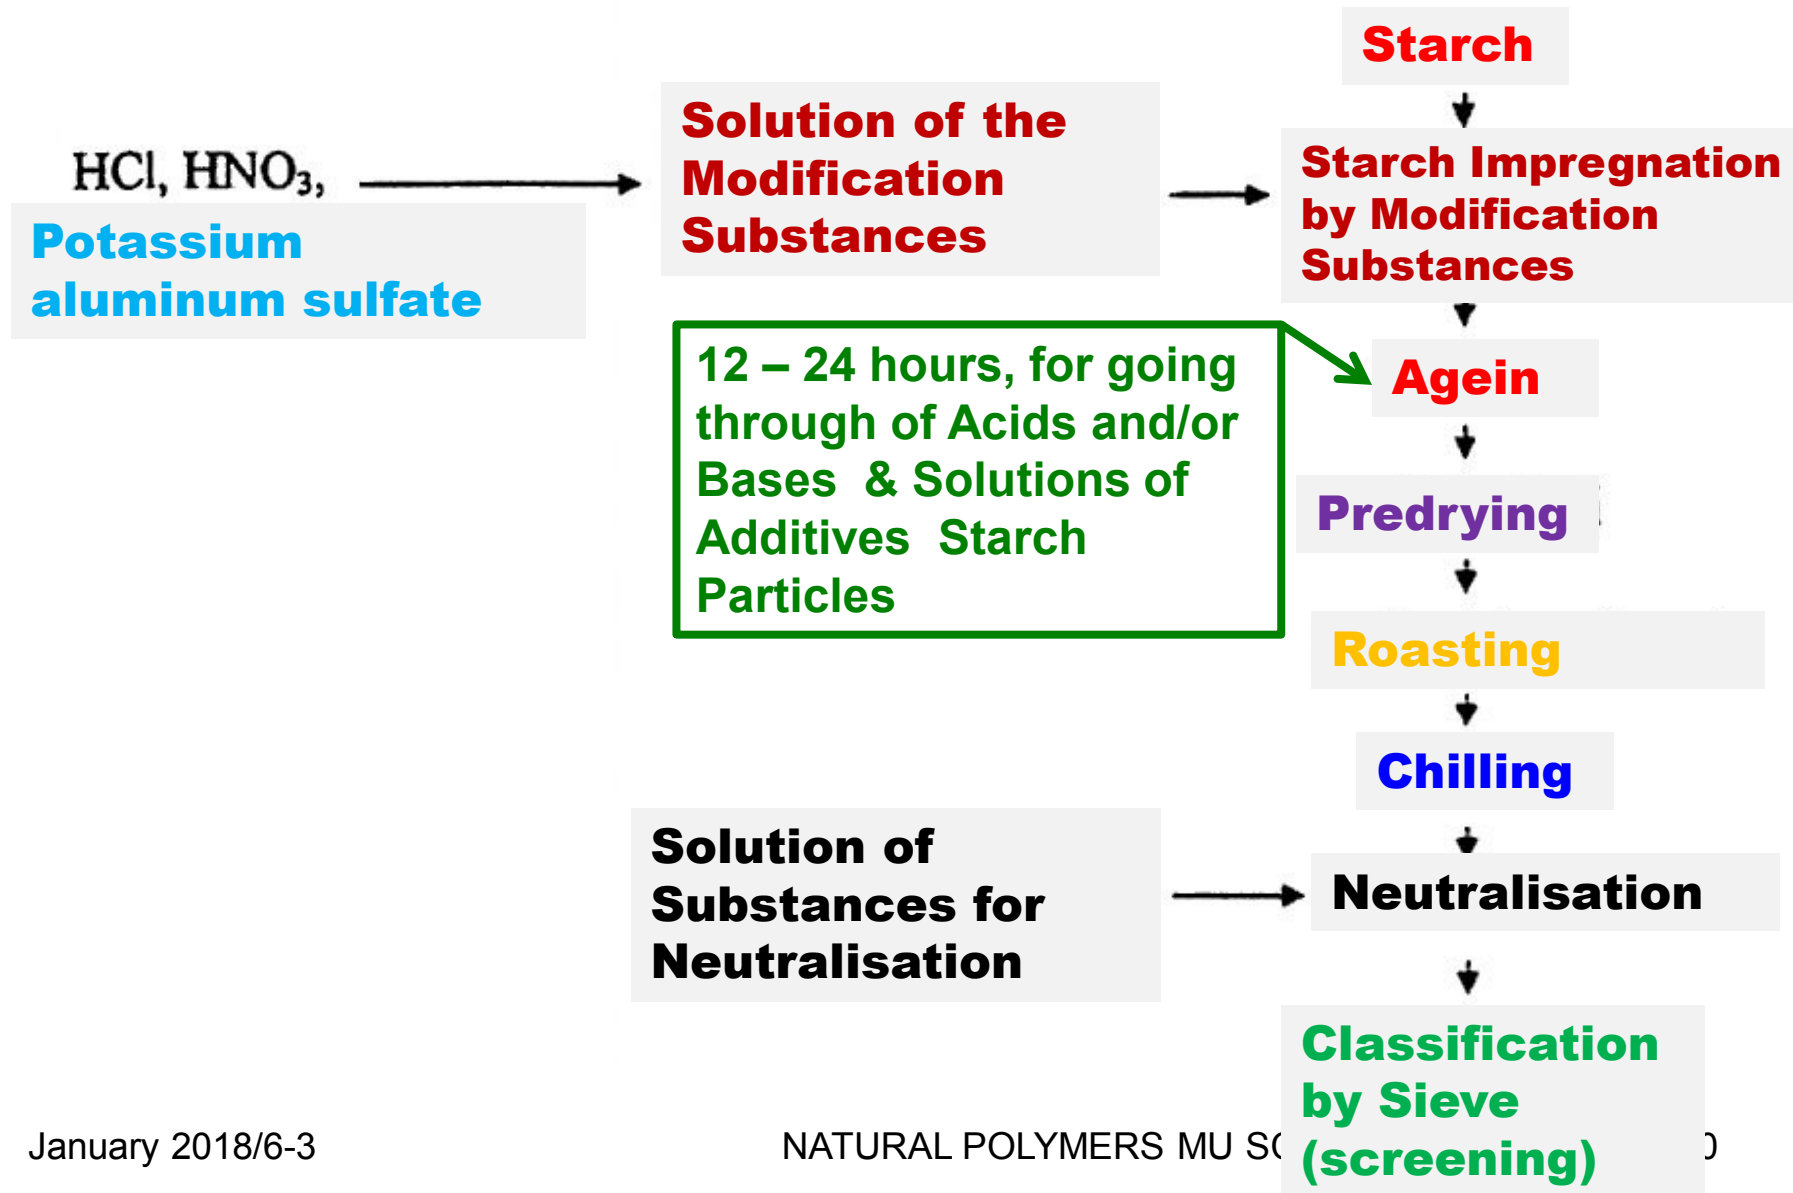 Starch
HCl, HNO₃,
Potassium
aluminum sulfate
Solution of the
Modification
Substances
Starch Impregnation
by Modification
Substances
12 – 24 hours, for going
through of Acids and/or
Bases & Solutions of
Additives Starch
Particles
Agein
Predrying
Roasting
Chilling
Solution of
Substances for
Neutralisation
Neutralisation
Classification
by Sieve
(screening)
January 2018/6-3
NATURAL POLYMERS MU